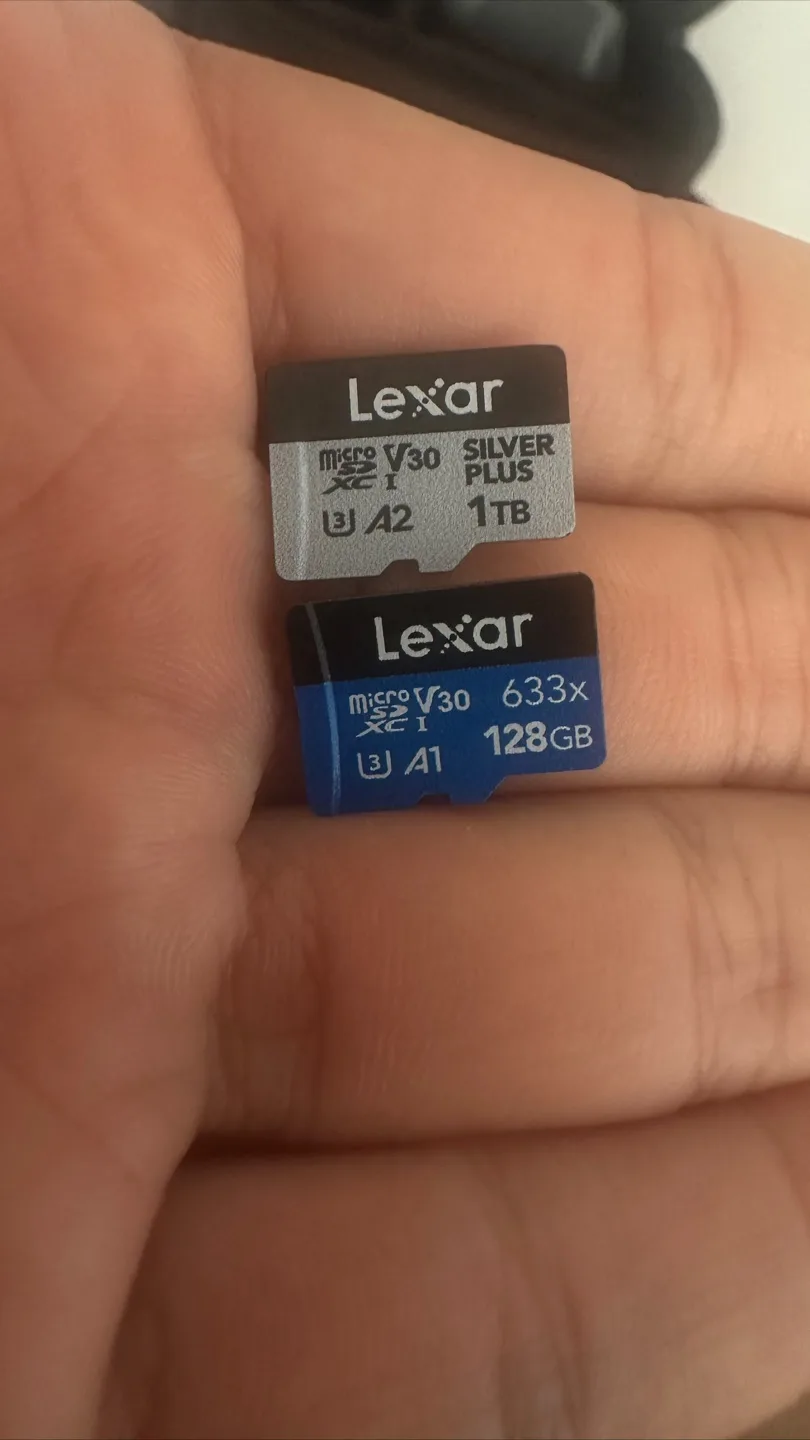 Lexar
micro SD XC I V30 SILVER PLUS
U3 A2 1TB
Lexar
micro SD XC I V30 633x
U3 A1 128GB